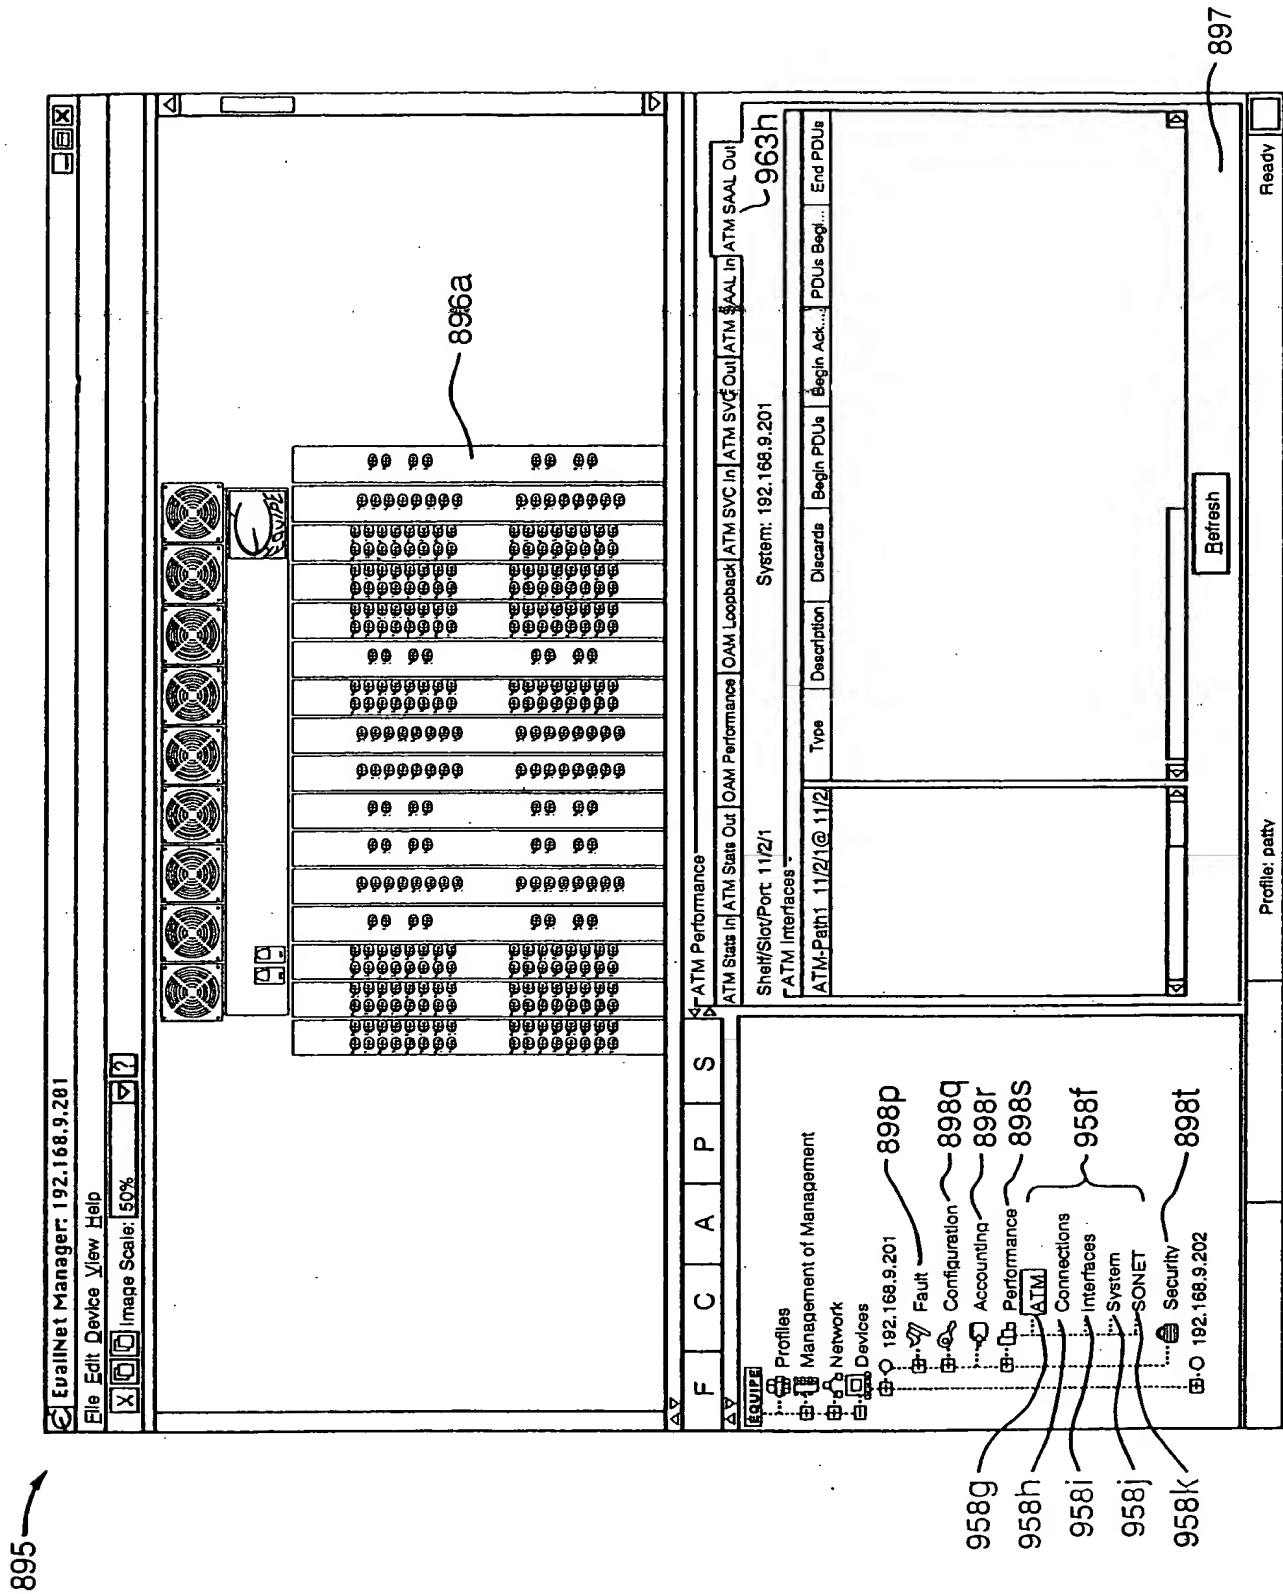 895
EuallNet Manager: 192.168.9.201
File Edit Device View Help
Image Scale: 50%
?
EQUIPE
896a
F C A P S
EQUIPE
Profiles
Management of Management
Network
Devices
192.168.9.201
898p
Fault
Configuration
898q
Accounting
898r
Performance
898s
ATM
Connections
Interfaces
System
SONET
958f
Security
898t
192.168.9.202
958g
958h
958i
958j
958k
ATM Performance
ATM Stats In ATM Stats Out OAM Performance OAM Loopback ATM SVC In ATM SVC Out ATM SAAL In ATM SAAL Out
963h
Shelf/Slot/Port: 11/2/1 System: 192.168.9.201
ATM Interfaces
ATM-Path1 11/2/1@ 11/2 Type Description Discards Begin PDUs Begin Ack... PDUs Begi... End PDUs
Refresh
897
Profile: patty
Ready